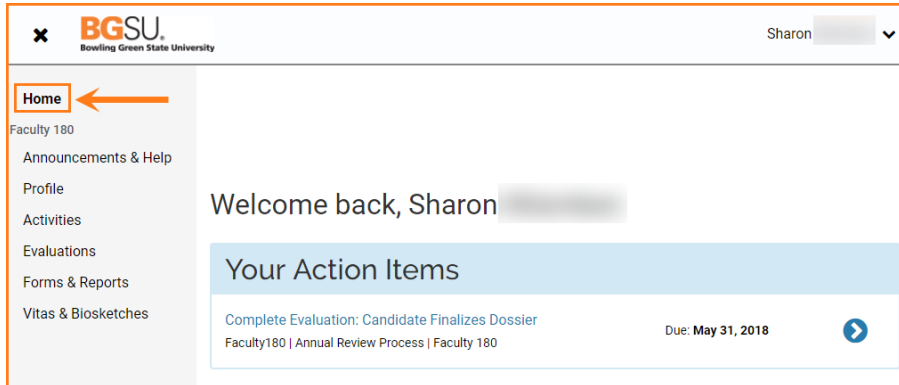 BGSU®
Bowling Green State University
Sharon
Home
Faculty 180
Announcements & Help
Profile
Activities
Evaluations
Forms & Reports
Vitas & Biosketches
Welcome back, Sharon
Your Action Items
Complete Evaluation: Candidate Finalizes Dossier
Due: May 31, 2018
Faculty180 | Annual Review Process | Faculty 180